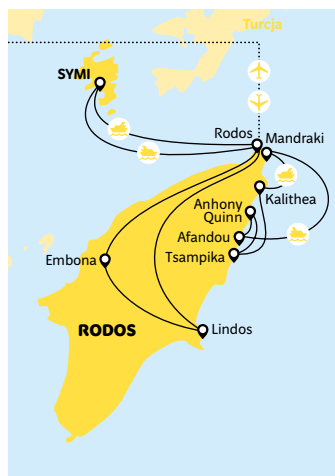 Turcja
SYMI
Rodos
Mandraki
Kalithea
Anhony
Quinn
Afandou
Tsampika
Embona
RODOS
Lindos